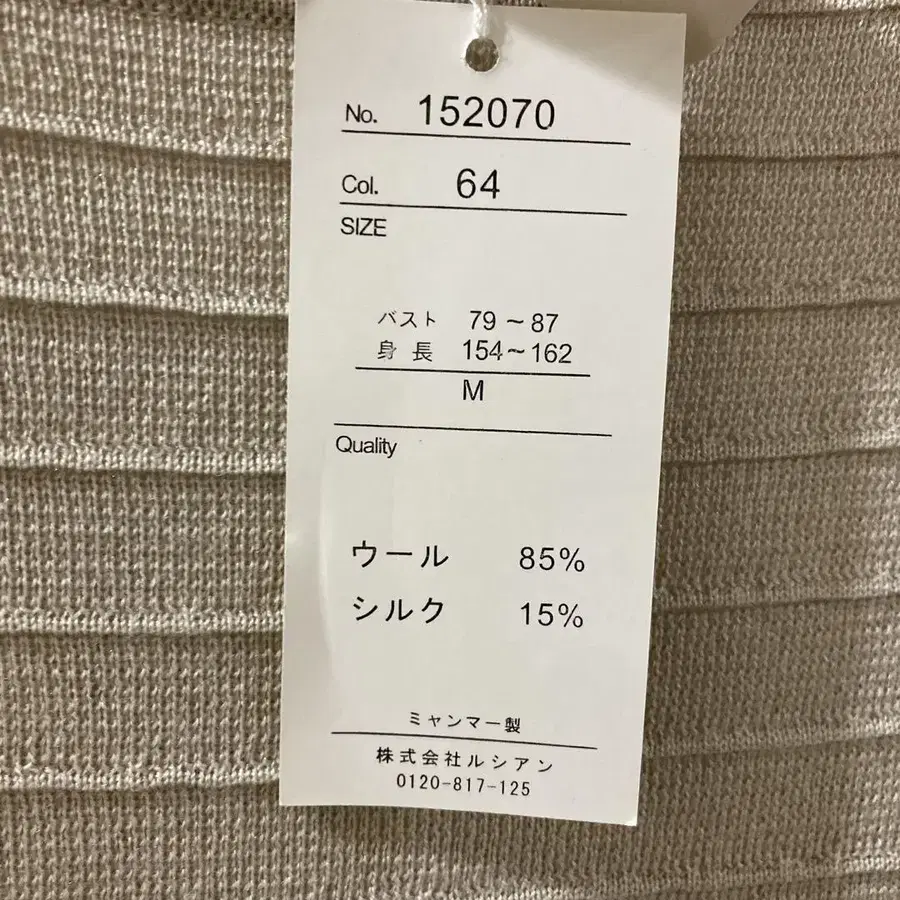 No. 152070
Col. 64
SIZE
バスト 79～87
身長 154～162
M
Quality
ウール 85%
シルク 15%
ミャンマー製
株式会社ルシアン
0120-817-125